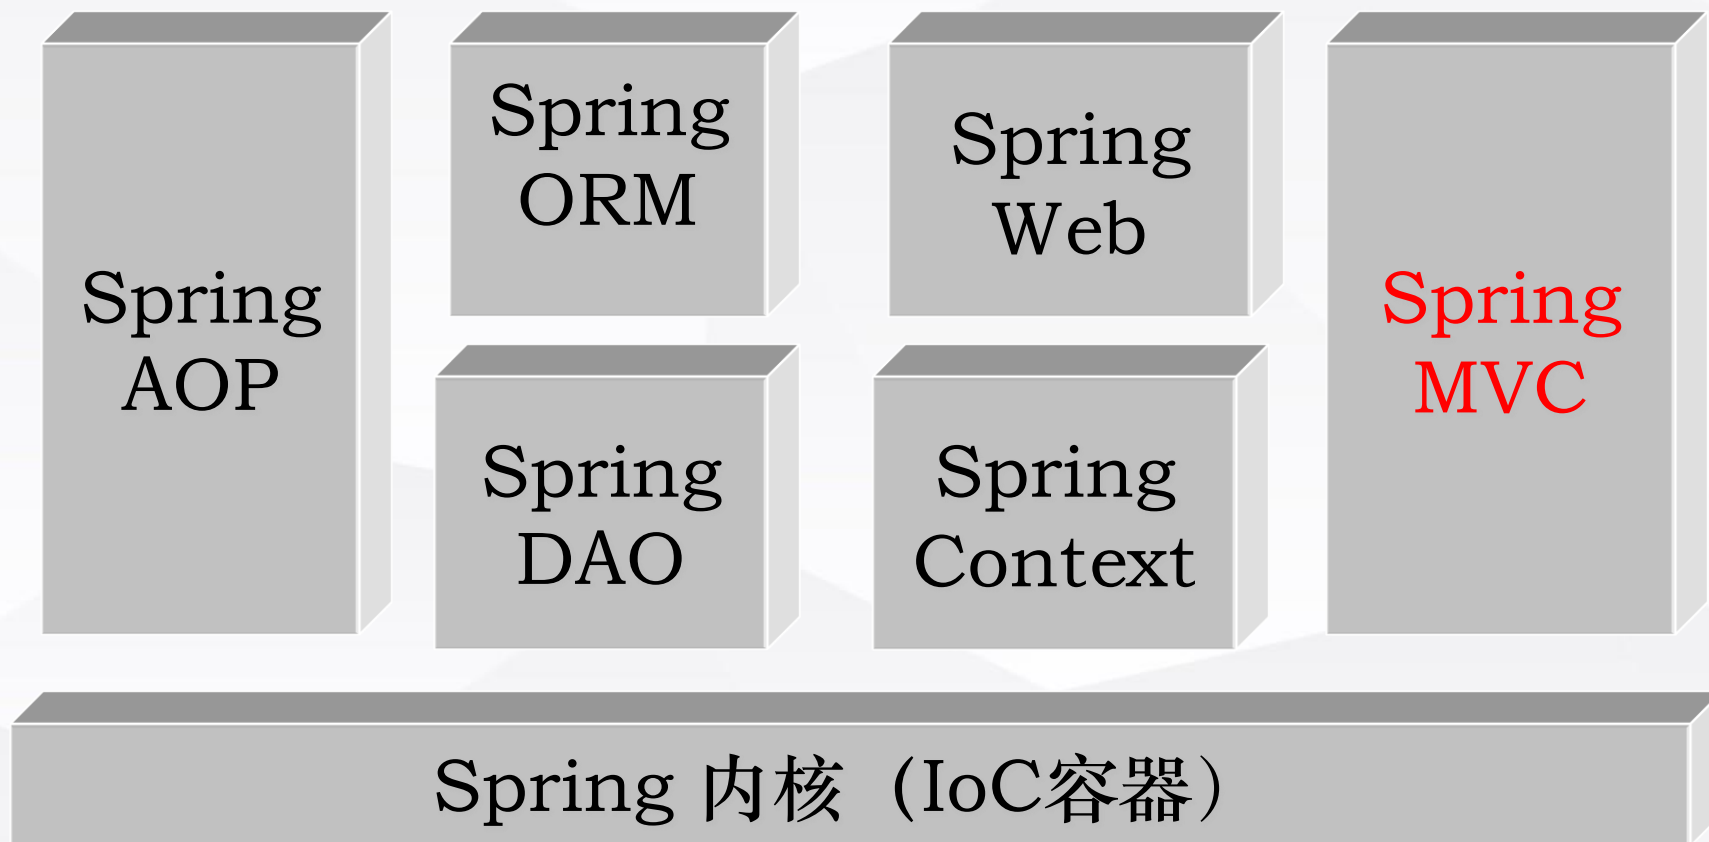 Spring
AOP
Spring
ORM
Spring
Web
Spring
MVC
Spring
DAO
Spring
Context
Spring 内核（IoC容器）